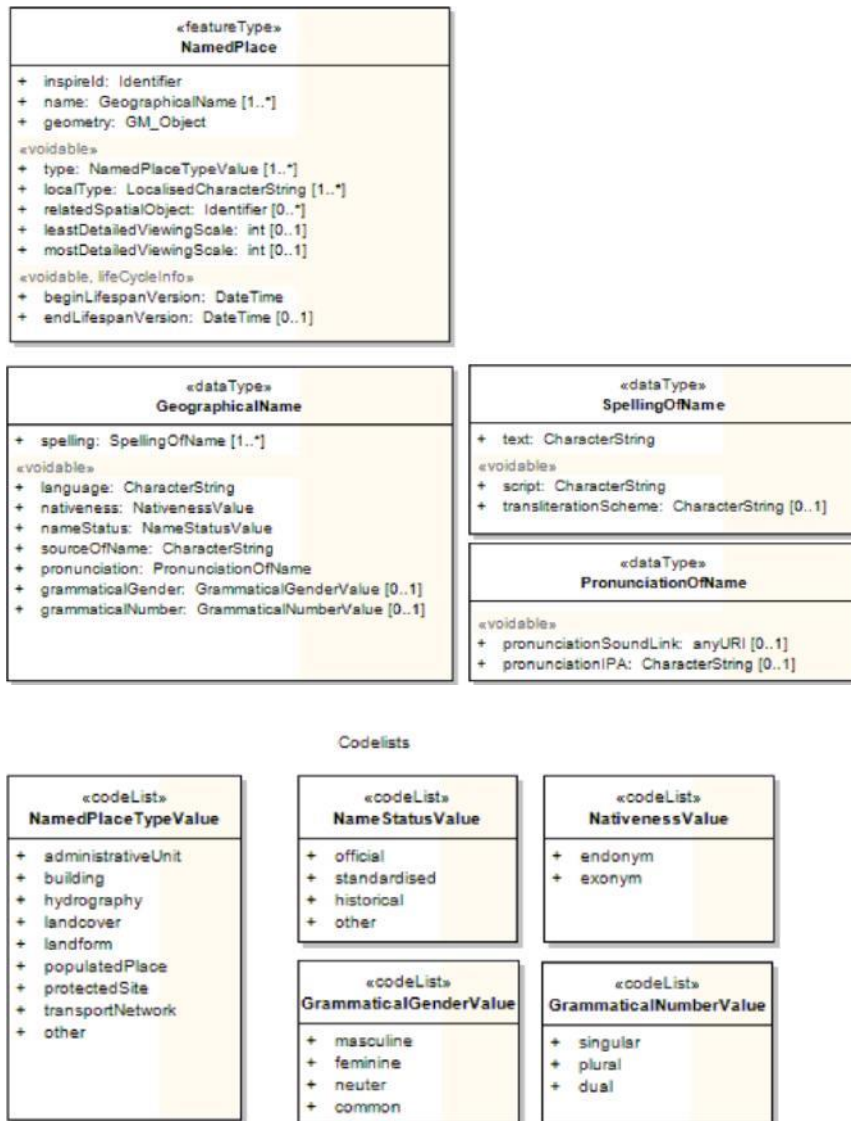 «featureType»
NamedPlace
+ inspireId: Identifier
+ name: GeographicalName [1..*]
+ geometry: GM_Object
«voidable»
+ type: NamedPlaceTypeValue [1..*]
+ localType: LocalisedCharacterString [1..*]
+ relatedSpatialObject: Identifier [0..*]
+ leastDetailedViewingScale: int [0..1]
+ mostDetailedViewingScale: int [0..1]
«voidable, lifeCycleInfo»
+ beginLifespanVersion: DateTime
+ endLifespanVersion: DateTime [0..1]
«dataType»
GeographicalName
+ spelling: SpellingOfName [1..*]
«voidable»
+ language: CharacterString
+ nativeness: NativenessValue
+ nameStatus: NameStatusValue
+ sourceOfName: CharacterString
+ pronunciation: PronunciationOfName
+ grammaticalGender: GrammaticalGenderValue [0..1]
+ grammaticalNumber: GrammaticalNumberValue [0..1]
«dataType»
SpellingOfName
+ text: CharacterString
«voidable»
+ script: CharacterString
+ transliterationScheme: CharacterString [0..1]
«dataType»
PronunciationOfName
«voidable»
+ pronunciationSoundLink: anyURI [0..1]
+ pronunciationIPA: CharacterString [0..1]
Codelists
«codeList»
NamedPlaceTypeValue
+ administrativeUnit
+ building
+ hydrography
+ landcover
+ landform
+ populatedPlace
+ protectedSite
+ transportNetwork
+ other
«codeList»
NameStatusValue
+ official
+ standardised
+ historical
+ other
«codeList»
NativenessValue
+ endonym
+ exonym
«codeList»
GrammaticalGenderValue
+ masculine
+ feminine
+ neuter
+ common
«codeList»
GrammaticalNumberValue
+ singular
+ plural
+ dual